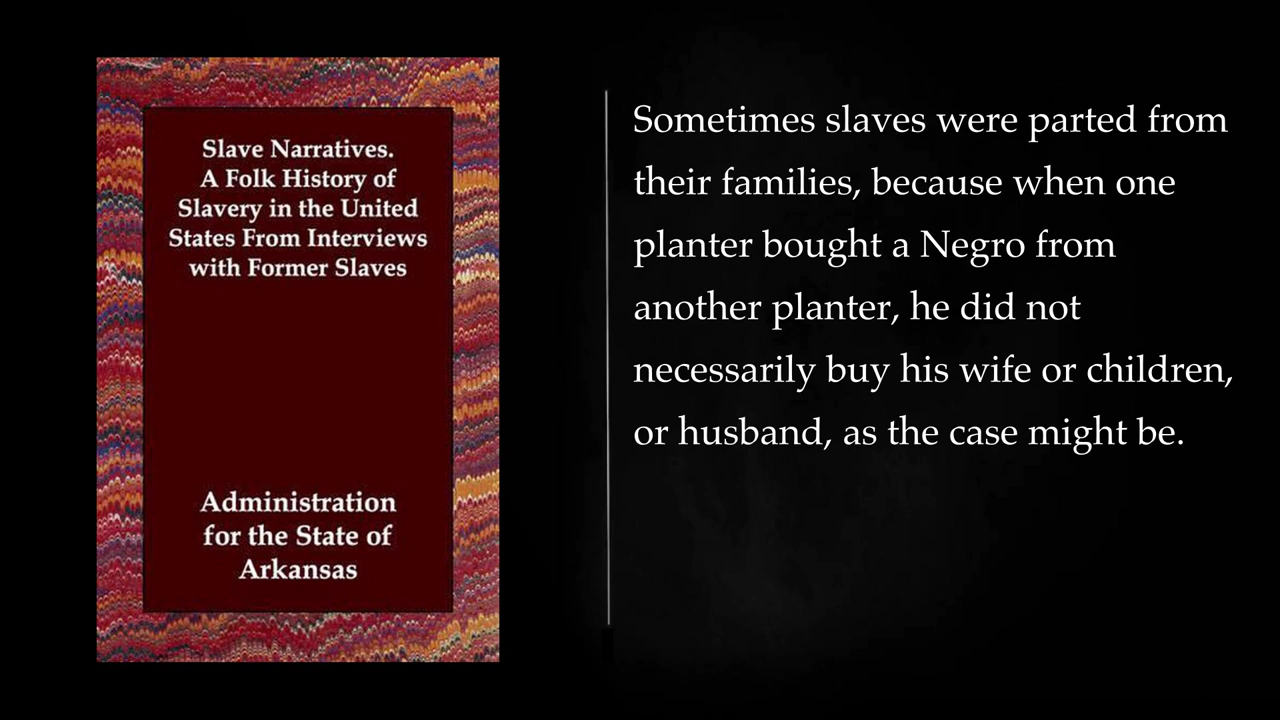 Slave Narratives.
A Folk History of
Slavery in the United
States From Interviews
with Former Slaves
Administration
for the State of
Arkansas
Sometimes slaves were parted from
their families, because when one
planter bought a Negro from
another planter, he did not
necessarily buy his wife or children,
or husband, as the case might be.